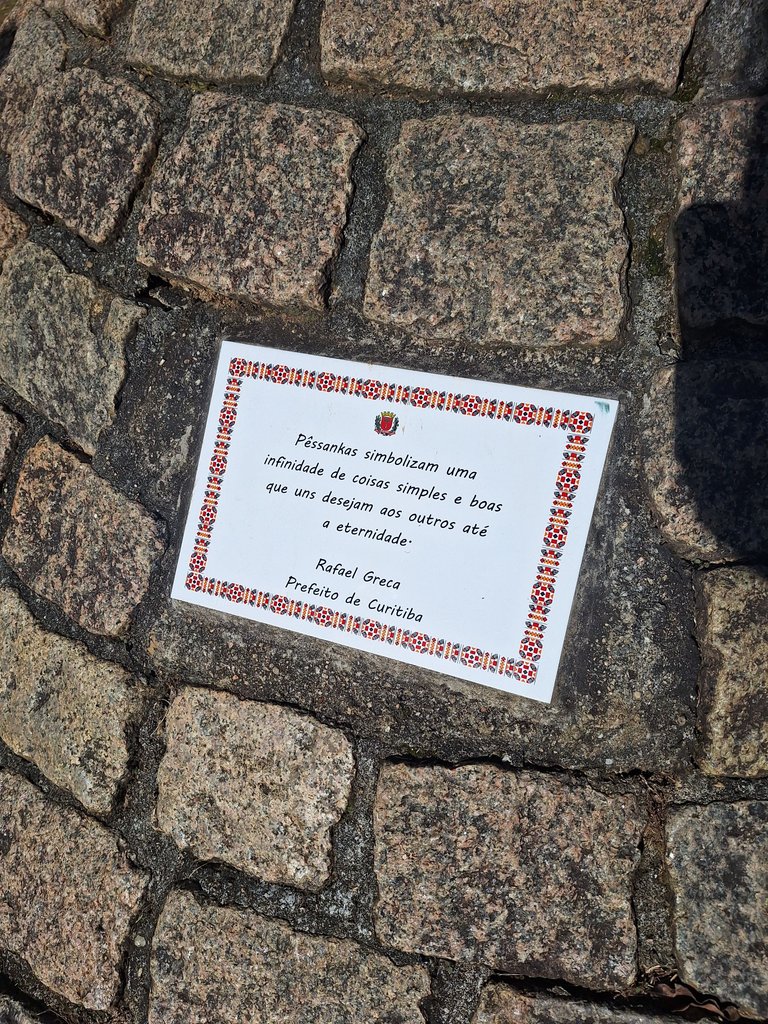 Pêssankas simbolizam uma
infinidade de coisas simples e boas
que uns desejam aos outros até
a eternidade.
Rafael Greca
Prefeito de Curitiba